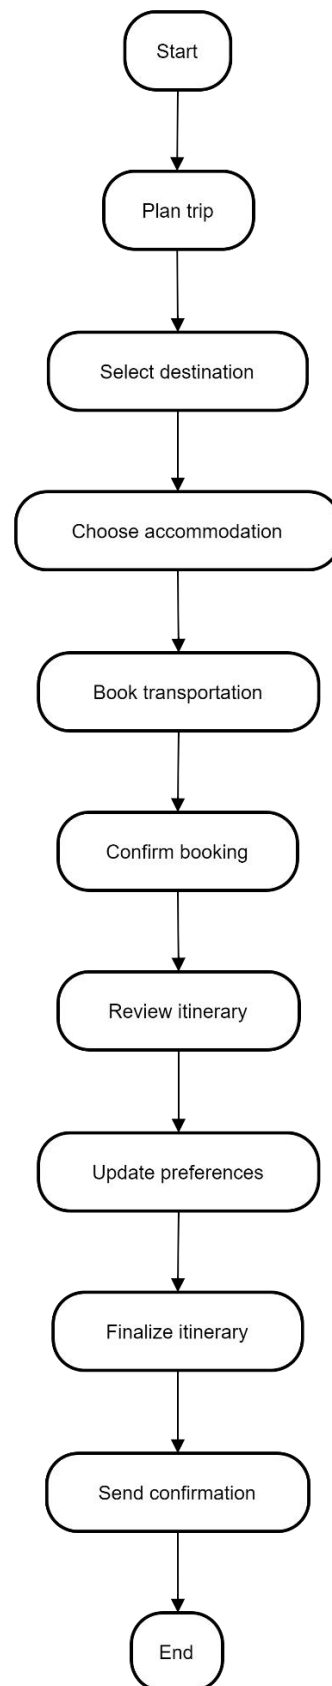 Start
Plan trip
Select destination
Choose accommodation
Book transportation
Confirm booking
Review itinerary
Update preferences
Finalize itinerary
Send confirmation
End